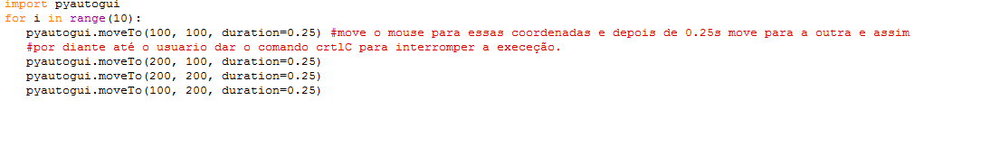 import pyautogui
for i in range(10):
   pyautogui.moveTo(100, 100, duration=0.25) #move o mouse para essas coordenadas e depois de 0.25s move para a outra e assim
   #por diante até o usuario dar o comando crtlC para interromper a execeção.
   pyautogui.moveTo(200, 100, duration=0.25)
   pyautogui.moveTo(200, 200, duration=0.25)
   pyautogui.moveTo(100, 200, duration=0.25)